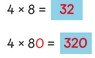 4 × 8 = 32
4 × 80 = 320